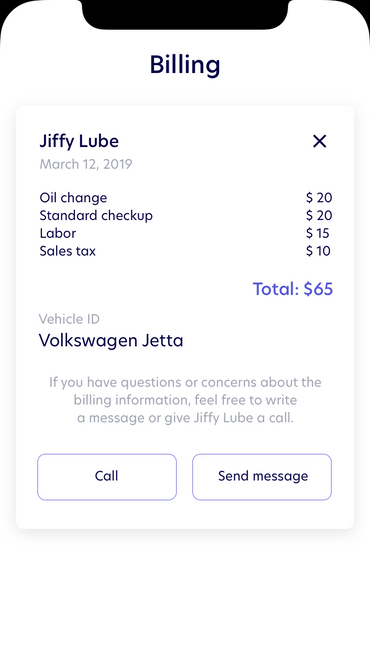 Billing
Jiffy Lube
March 12, 2019
Oil change $ 20
Standard checkup $ 20
Labor $ 15
Sales tax $ 10
Total: $65
Vehicle ID
Volkswagen Jetta
If you have questions or concerns about the
billing information, feel free to write
a message or give Jiffy Lube a call.
Call Send message